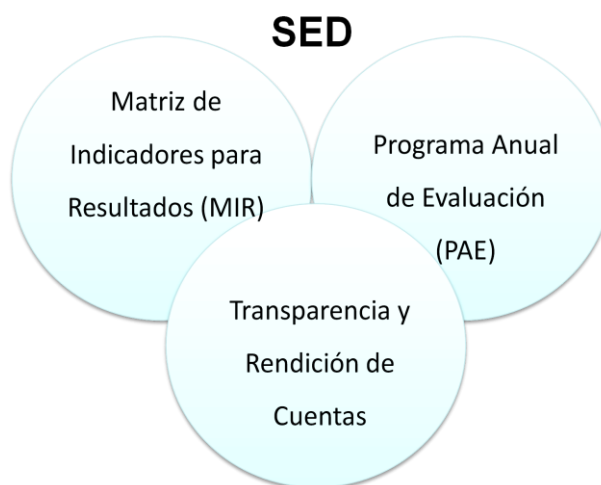 SED
Matriz de
Indicadores para
Resultados (MIR)
Programa Anual
de Evaluación
(PAE)
Transparencia y
Rendición de
Cuentas